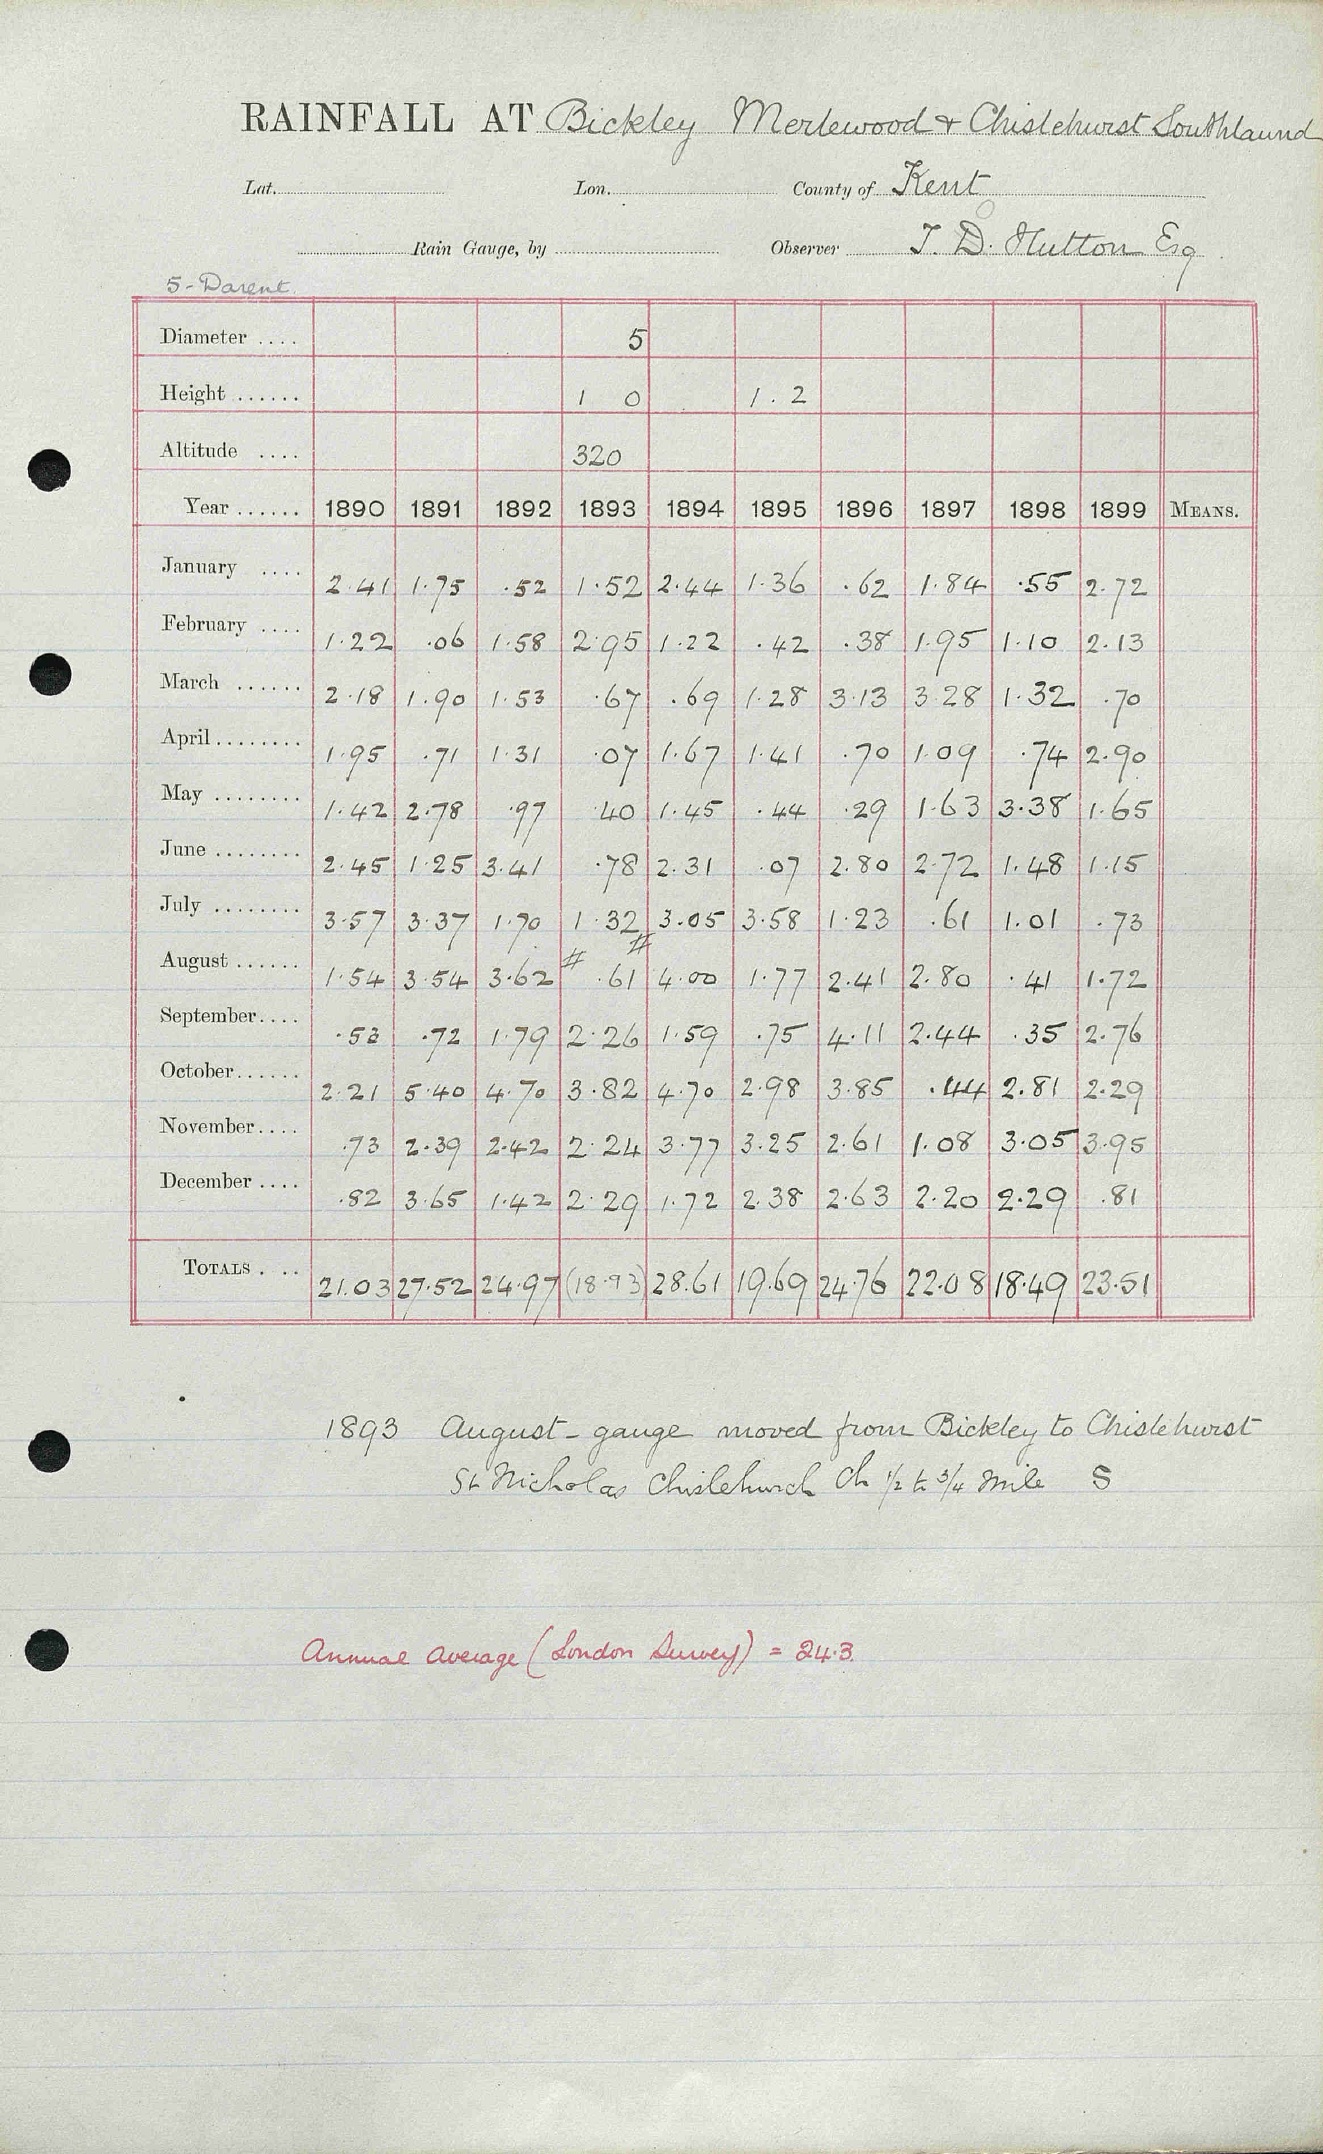 RAINFALL AT Bickley Merlewood & Chislehurst Southlaund
Lat. Lon. County of Kent
Rain Gauge, by Observer T. D. Hutton Esq
5 - Darent
Diameter .... 5
Height ...... 1 0 1.2
Altitude .... 320
Year ...... 1890 1891 1892 1893 1894 1895 1896 1897 1898 1899 MEANS.
January .... 2.41 1.75 .52 1.52 2.44 1.36 .62 1.84 .55 2.72
February .... 1.22 .06 1.58 2.95 1.22 .42 .38 1.95 1.10 2.13
March ...... 2.18 1.90 1.53 .67 .69 1.28 3.13 3.28 1.32 .70
April ........ 1.95 .71 1.31 .07 1.67 1.41 .70 1.09 .74 2.90
May ........ 1.42 2.78 .97 .40 1.45 .44 .29 1.63 3.38 1.65
June ........ 2.45 1.25 3.41 .78 2.31 .07 2.80 2.72 1.48 1.15
July ........ 3.57 3.37 1.70 1.32 3.05 3.58 1.23 .61 1.01 .73
August ...... 1.54 3.54 3.62 # .61 # 4.00 1.77 2.41 2.80 .41 1.72
September.... .53 .72 1.79 2.26 1.59 .75 4.11 2.44 .35 2.76
October...... 2.21 5.40 4.70 3.82 4.70 2.98 3.85 .44 2.81 2.29
November.... .73 2.39 2.42 2.24 3.77 3.25 2.61 1.08 3.05 3.95
December .... .82 3.65 1.42 2.29 1.72 2.38 2.63 2.20 2.29 .81
TOTALS . .. 21.03 27.52 24.97 (18.93) 28.61 19.69 24.76 22.08 18.49 23.51
1893 August - gauge moved from Bickley to Chislehurst
St Nicholas Chislehurch Ch 1/2 to 3/4 mile S
Annual Average (London Survey) = 24.3.